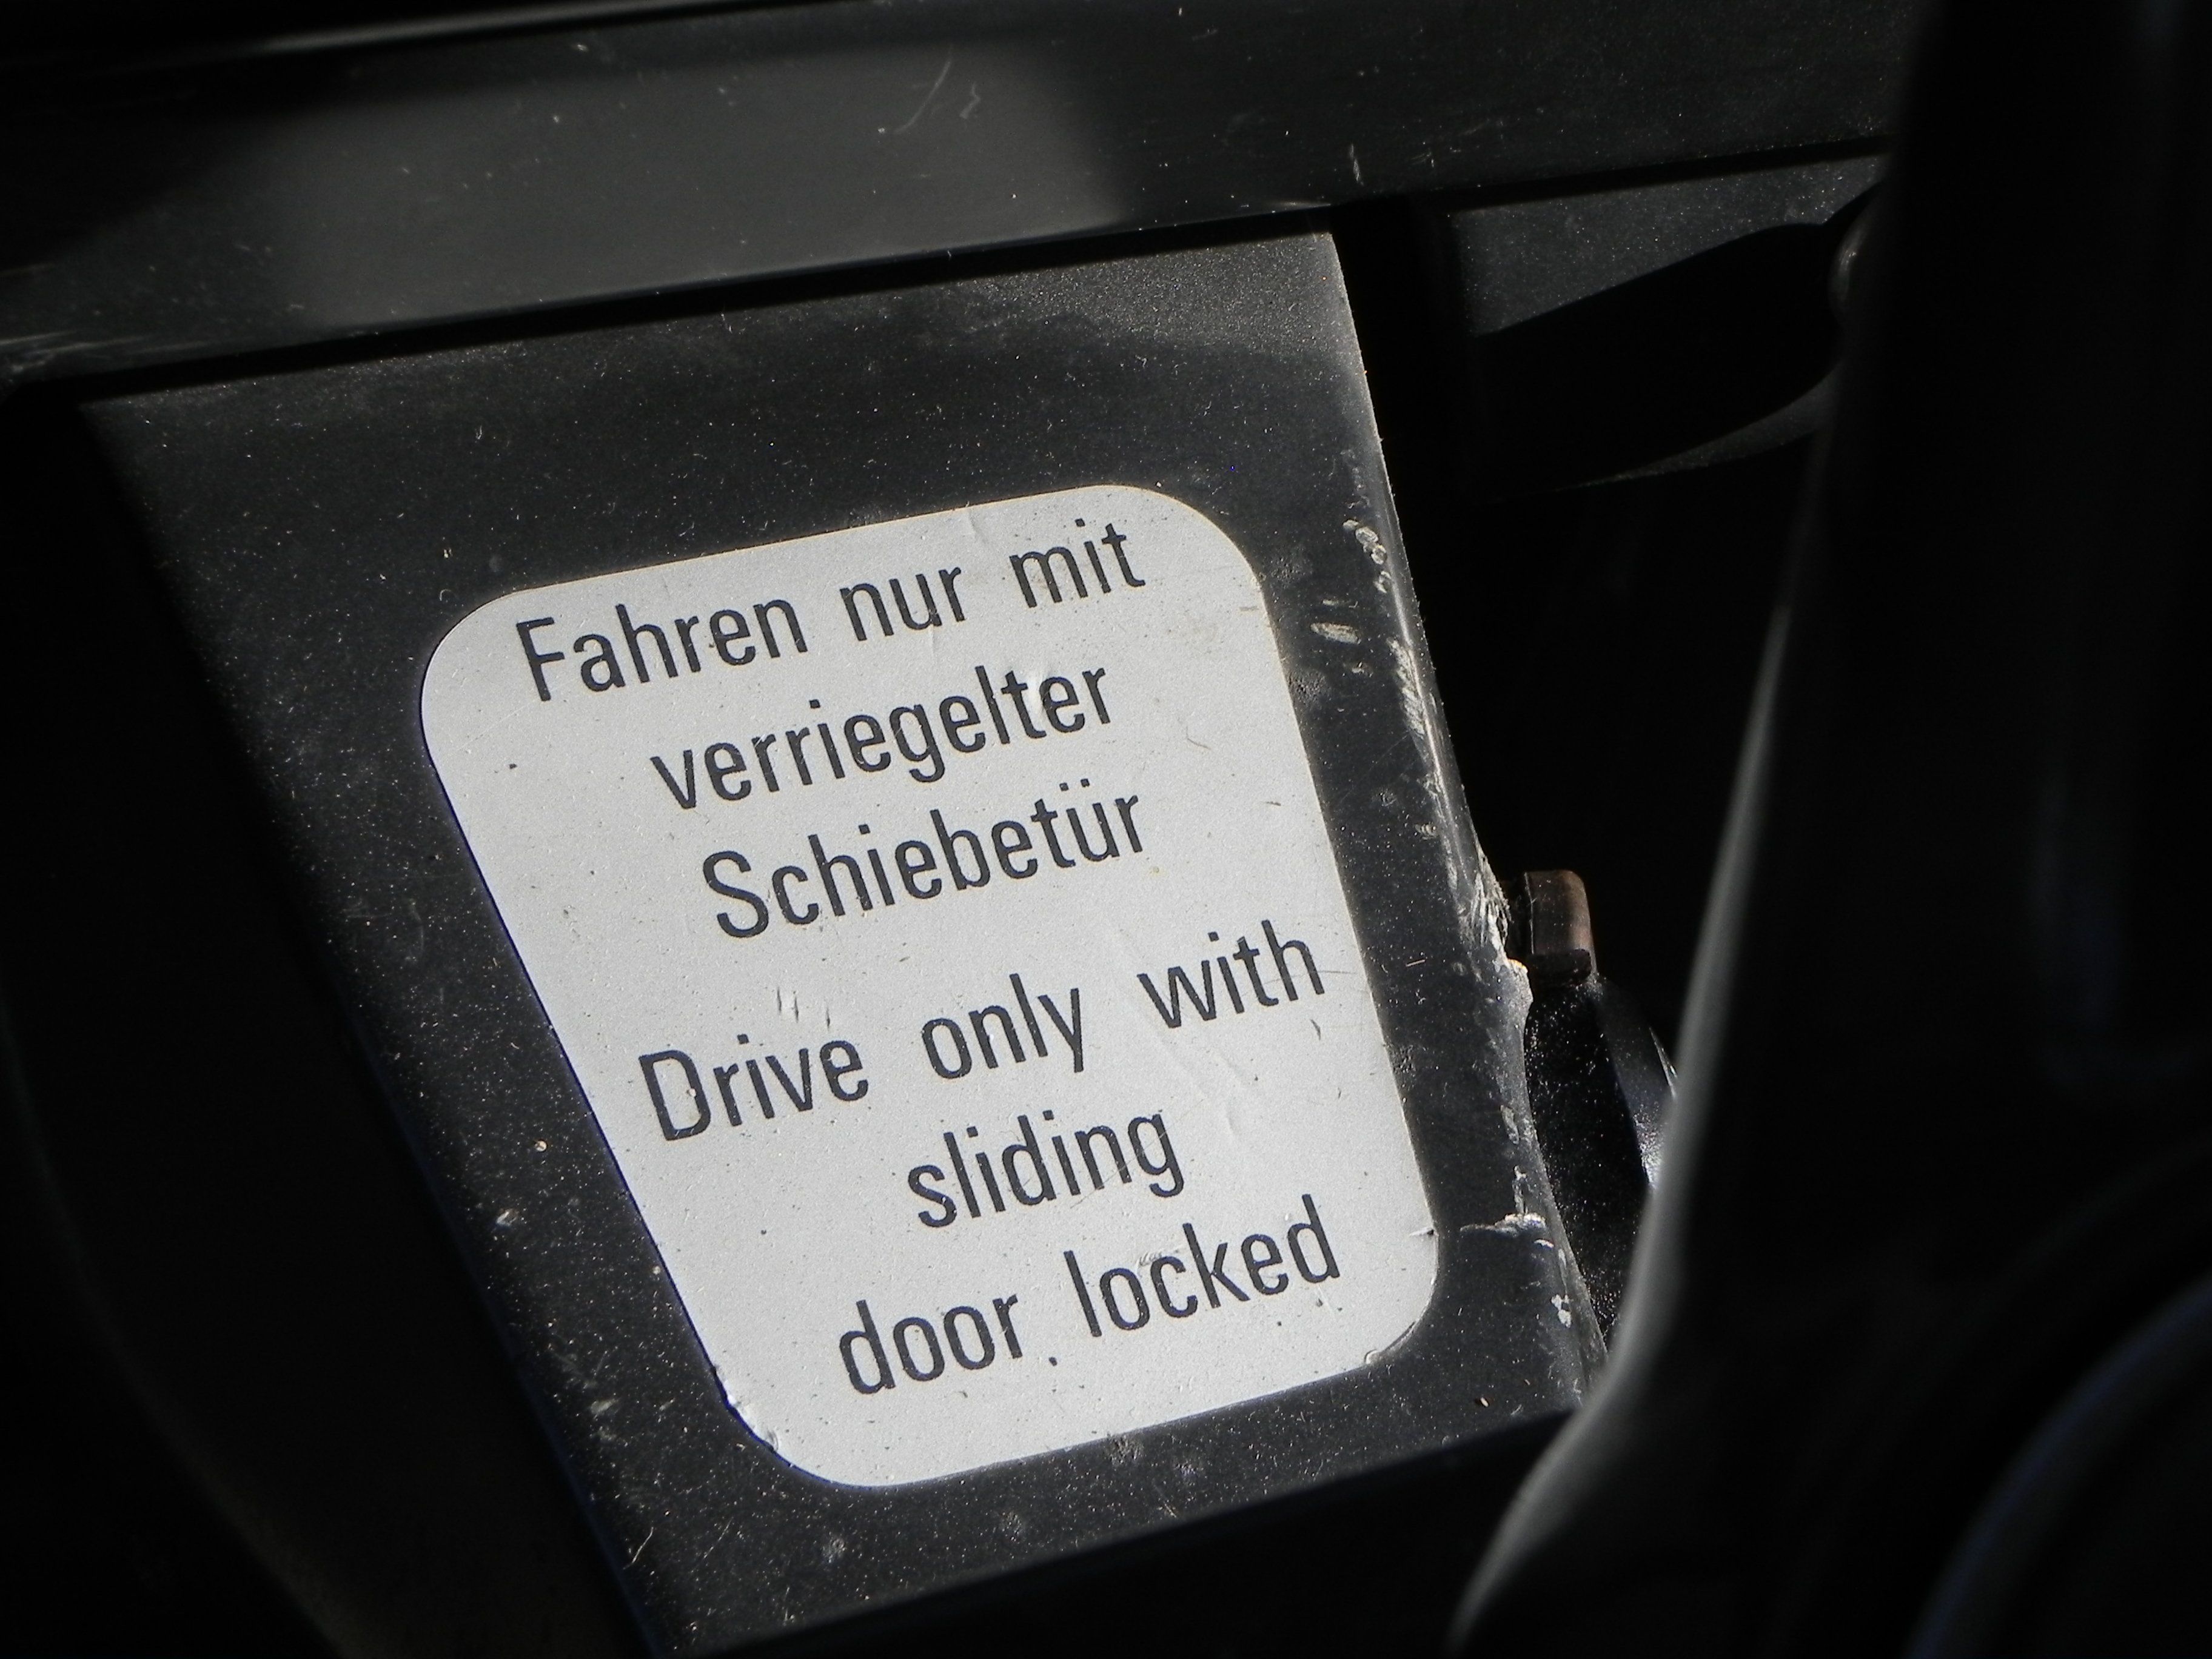 Fahren nur mit
verriegelter
Schiebetür
Drive only with
sliding
door locked